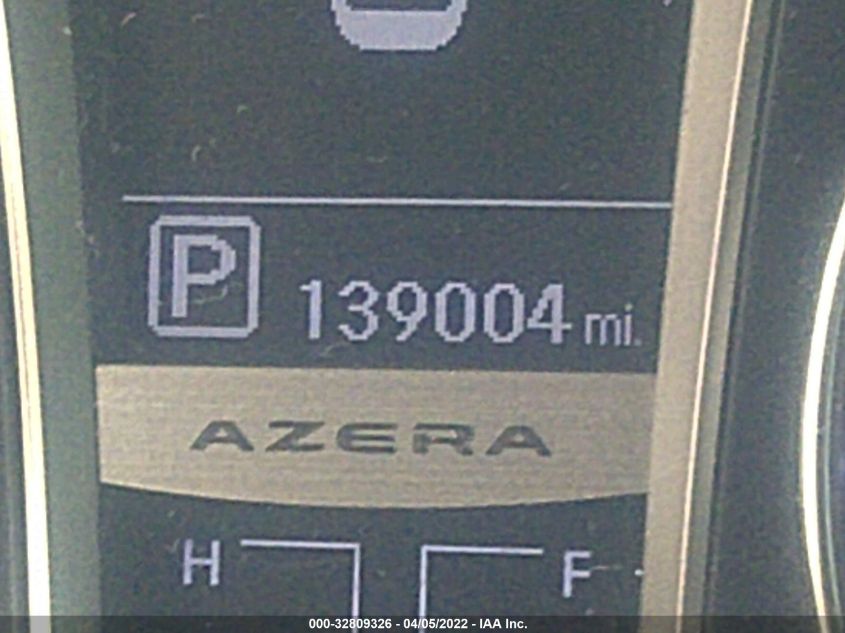 P 139004 mi.
AZERA
H F
000-32809326 - 04/05/2022 - IAA Inc.